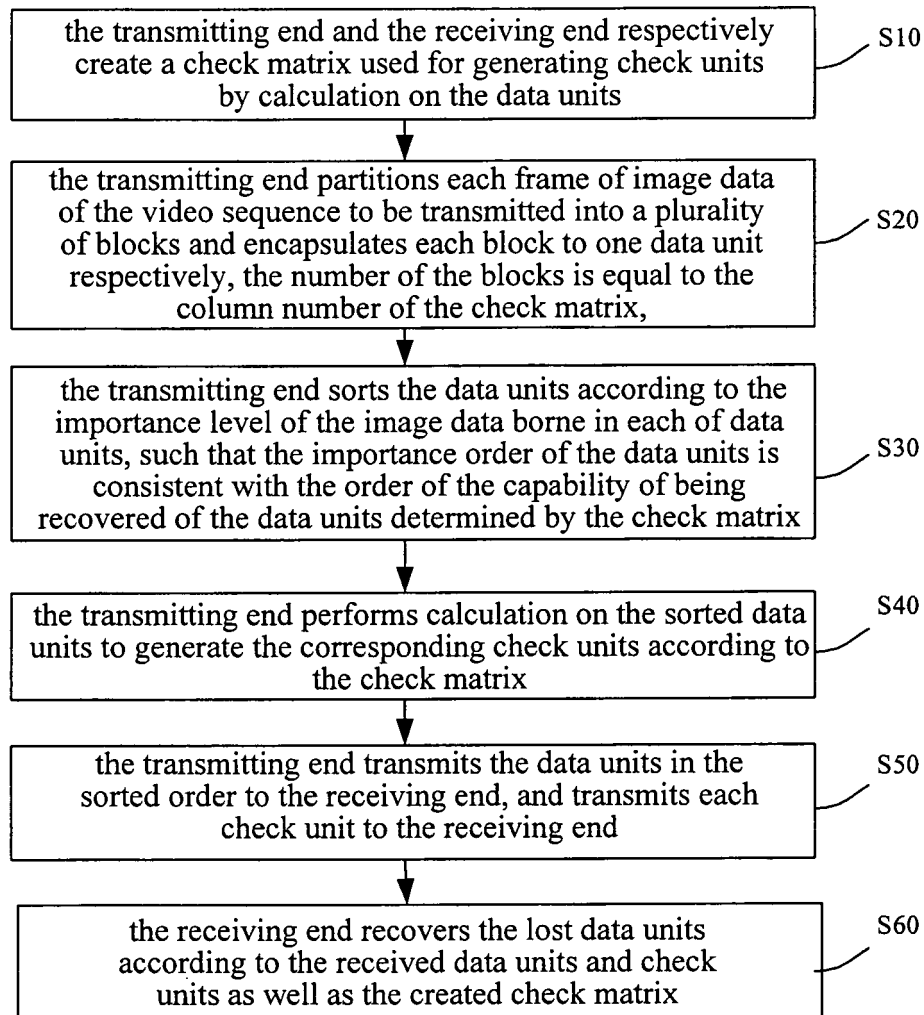 the transmitting end and the receiving end respectively
create a check matrix used for generating check units
by calculation on the data units
S10
the transmitting end partitions each frame of image data
of the video sequence to be transmitted into a plurality
of blocks and encapsulates each block to one data unit
respectively, the number of the blocks is equal to the
column number of the check matrix,
S20
the transmitting end sorts the data units according to the
importance level of the image data borne in each of data
units, such that the importance order of the data units is
consistent with the order of the capability of being
recovered of the data units determined by the check matrix
S30
the transmitting end performs calculation on the sorted data
units to generate the corresponding check units according to
the check matrix
S40
the transmitting end transmits the data units in the
sorted order to the receiving end, and transmits each
check unit to the receiving end
S50
the receiving end recovers the lost data units
according to the received data units and check
units as well as the created check matrix
S60